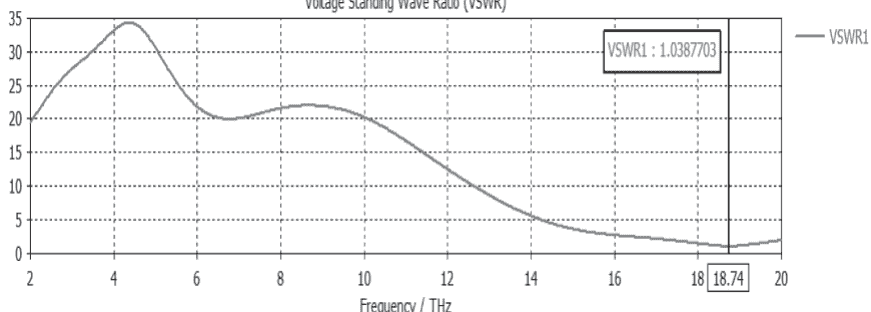 Voltage Standing Wave Ratio (VSWR)
35
30
25
20
15
10
5
0
VSWR1 : 1.0387703
VSWR1
2 4 6 8 10 12 14 16 18 18.74 20
Frequency / THz